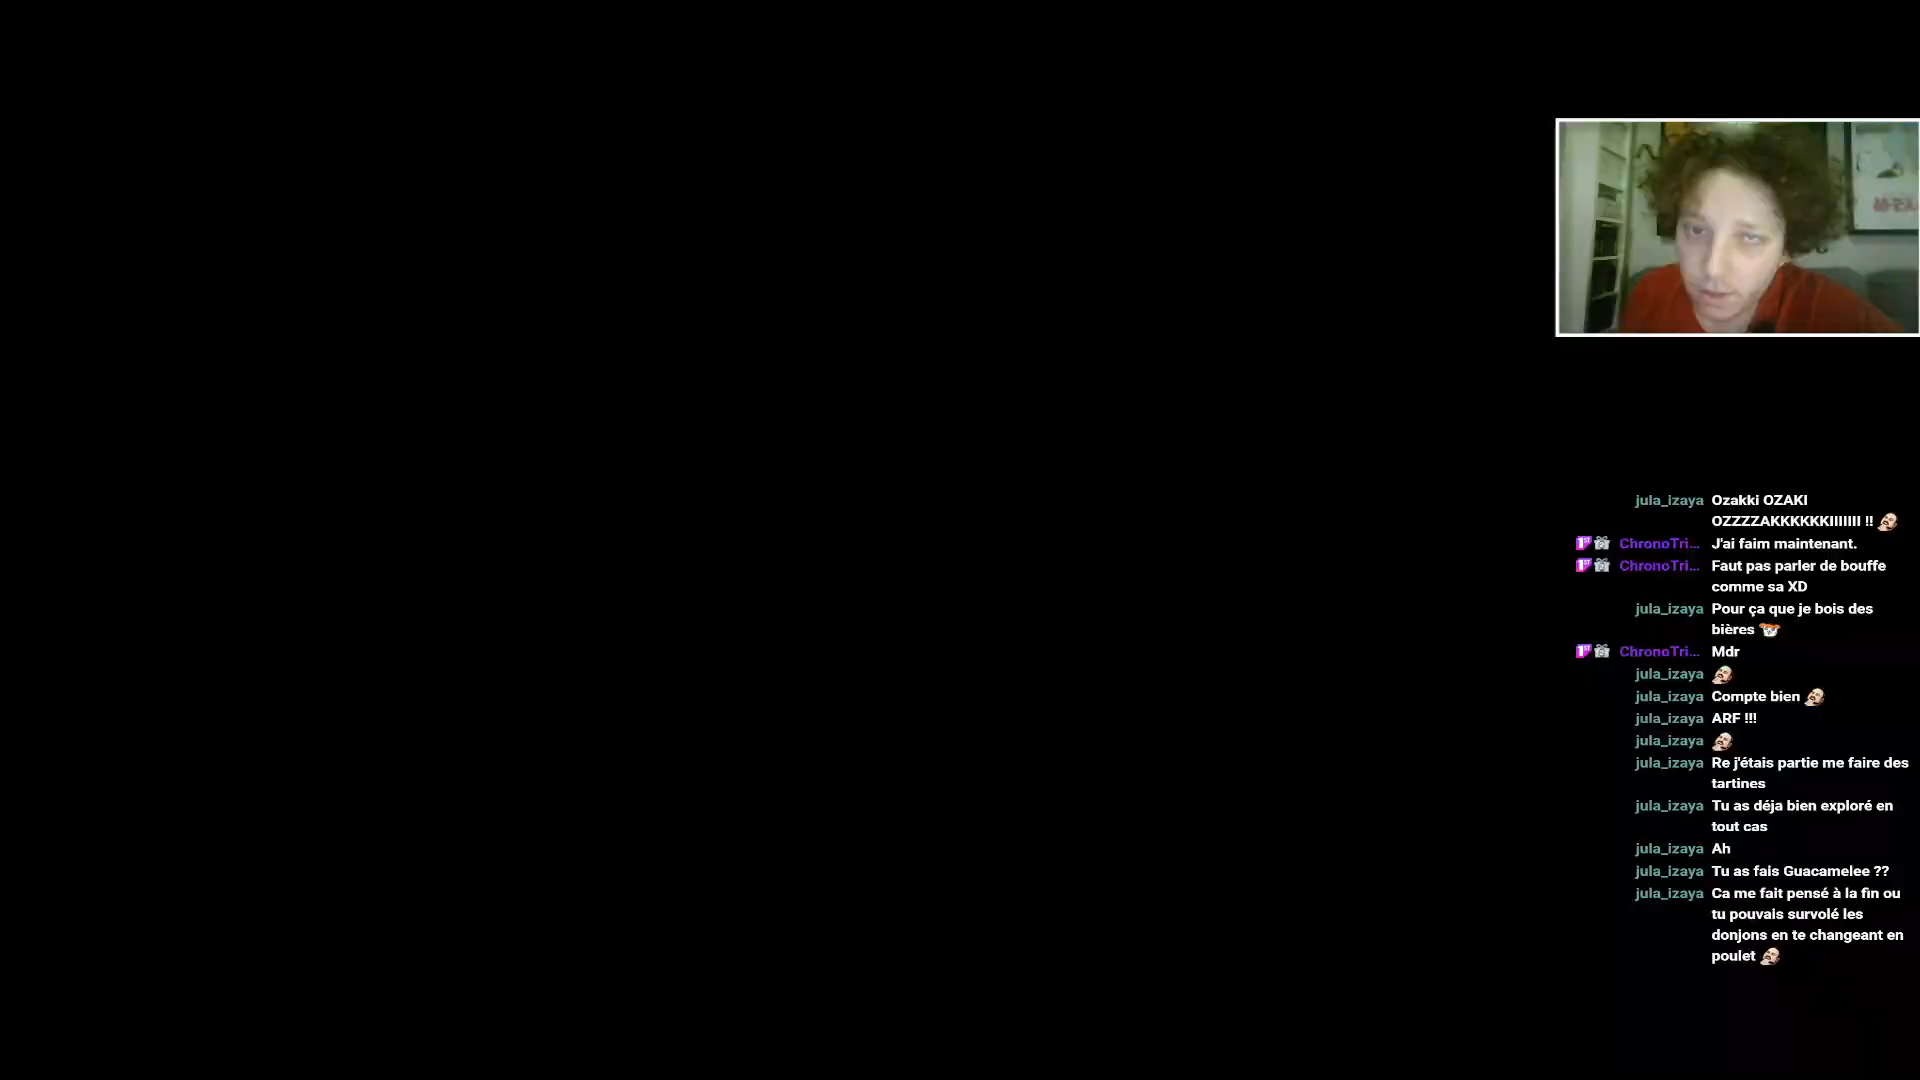 jula_izaya Ozakki OZAKI
OZZZZAKKKKKKIIIIIII !!
ChronoTri... J'ai faim maintenant.
ChronoTri... Faut pas parler de bouffe
comme sa XD
jula_izaya Pour ça que je bois des
bières
ChronoTri... Mdr
jula_izaya
jula_izaya Compte bien
jula_izaya ARF !!!
jula_izaya
jula_izaya Re j'étais partie me faire des
tartines
jula_izaya Tu as déja bien exploré en
tout cas
jula_izaya Ah
jula_izaya Tu as fais Guacamelee ??
jula_izaya Ca me fait pensé à la fin ou
tu pouvais survolé les
donjons en te changeant en
poulet